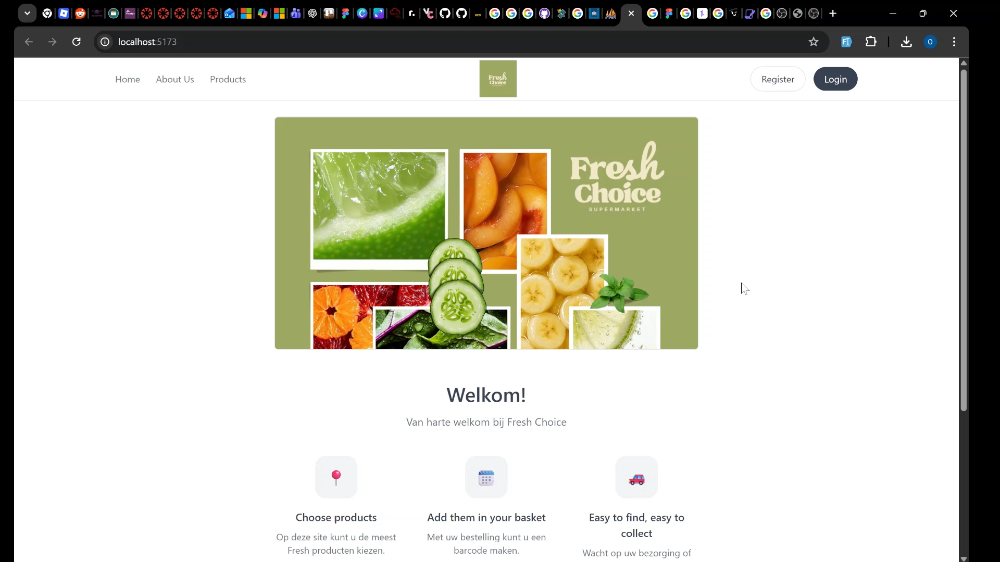 localhost:5173
Home About Us Products
Fresh
Choice
Register Login
Fresh
Choice
SUPERMARKET
Welkom!
Van harte welkom bij Fresh Choice
Choose products
Op deze site kunt u de meest
Fresh producten kiezen.
Add them in your basket
Met uw bestelling kunt u een
barcode maken.
Easy to find, easy to
collect
Wacht op uw bezorging of